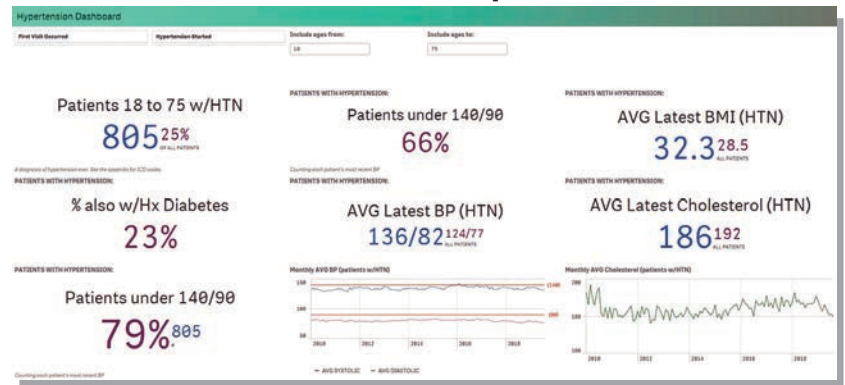 Hypertension Dashboard
First Visit Occurred
Hypertension Started
Include ages from:
Include ages to:
18
75
Patients 18 to 75 w/HTN
805 25%
OF ALL PATIENTS
A diagnosis of hypertension ever. See the appendix for ICD codes.
PATIENTS WITH HYPERTENSION:
Patients under 140/90
66%
Counting each patient's most recent BP
PATIENTS WITH HYPERTENSION:
AVG Latest BMI (HTN)
32.3 28.5
ALL PATIENTS
PATIENTS WITH HYPERTENSION:
% also w/Hx Diabetes
23%
PATIENTS WITH HYPERTENSION:
AVG Latest BP (HTN)
136/82 124/77
ALL PATIENTS
PATIENTS WITH HYPERTENSION:
AVG Latest Cholesterol (HTN)
186 192
ALL PATIENTS
PATIENTS WITH HYPERTENSION:
Patients under 140/90
79% 805
Counting each patient's most recent BP
Monthly AVG BP (patients w/HTN)
100
2010 2012 2014 2016 2018
AVG SYSTOLIC AVG DIASTOLIC
Monthly AVG Cholesterol (patients w/HTN)
200
2010 2012 2014 2016 2018